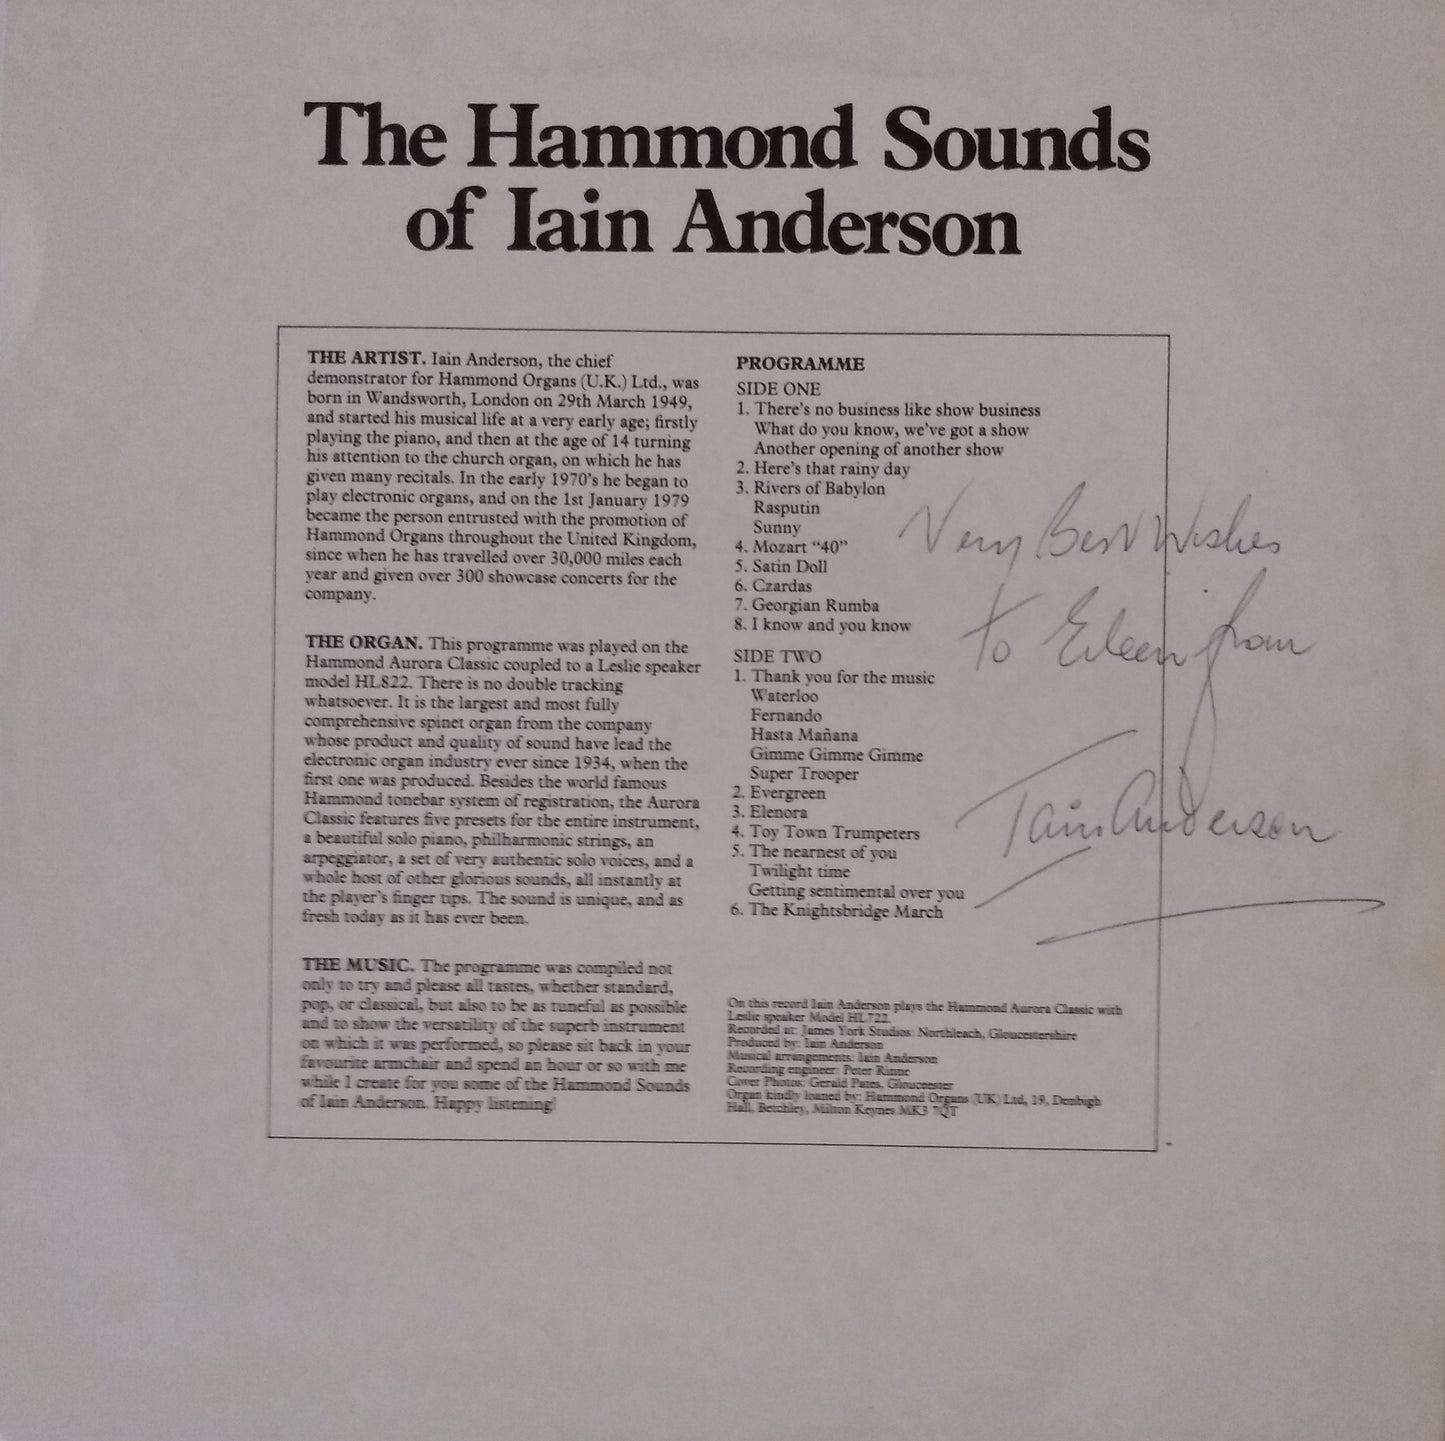 The Hammond Sounds
of Iain Anderson
THE ARTIST. Iain Anderson, the chief
demonstrator for Hammond Organs (U.K.) Ltd., was
born in Wandsworth, London on 29th March 1949,
and started his musical life at a very early age; firstly
playing the piano, and then at the age of 14 turning
his attention to the church organ, on which he has
given many recitals. In the early 1970's he began to
play electronic organs, and on the 1st January 1979
became the person entrusted with the promotion of
Hammond Organs throughout the United Kingdom,
since when he has travelled over 30,000 miles each
year and given over 300 showcase concerts for the
company.
THE ORGAN. This programme was played on the
Hammond Aurora Classic coupled to a Leslie speaker
model HL822. There is no double tracking
whatsoever. It is the largest and most fully
comprehensive spinet organ from the company
whose product and quality of sound have lead the
electronic organ industry ever since 1934, when the
first one was produced. Besides the world famous
Hammond tonebar system of registration, the Aurora
Classic features five presets for the entire instrument,
a beautiful solo piano, philharmonic strings, an
arpeggiator, a set of very authentic solo voices, and a
whole host of other glorious sounds, all instantly at
the player's finger tips. The sound is unique, and as
fresh today as it has ever been.
THE MUSIC. The programme was compiled not
only to try and please all tastes, whether standard,
pop, or classical, but also to be as tuneful as possible
and to show the versatility of the superb instrument
on which it was performed, so please sit back in your
favourite armchair and spend an hour or so with me
while I create for you some of the Hammond Sounds
of Iain Anderson. Happy listening!
PROGRAMME
SIDE ONE
1. There's no business like show business
What do you know, we've got a show
Another opening of another show
2. Here's that rainy day
3. Rivers of Babylon
Rasputin
Sunny
4. Mozart “40”
5. Satin Doll
6. Czardas
7. Georgian Rumba
8. I know and you know
SIDE TWO
1. Thank you for the music
Waterloo
Fernando
Hasta Mañana
Gimme Gimme Gimme
Super Trooper
2. Evergreen
3. Elenora
4. Toy Town Trumpeters
5. The nearnest of you
Twilight time
Getting sentimental over you
6. The Knightsbridge March
On this record Iain Anderson plays the Hammond Aurora Classic with
Leslie speaker Model HL722.
Recorded at: James York Studios: Northleach, Gloucestershire
Produced by: Iain Anderson
Musical arrangements: Iain Anderson
Recording engineer: Peter Rinne
Cover Photos: Gerald Pates, Gloucester
Organ kindly loaned by: Hammond Organs (UK) Ltd, 19, Denbigh
Hall, Betchley, Milton Keynes MK3 7QT
Very Best Wishes
to Eileen from
Iain Anderson